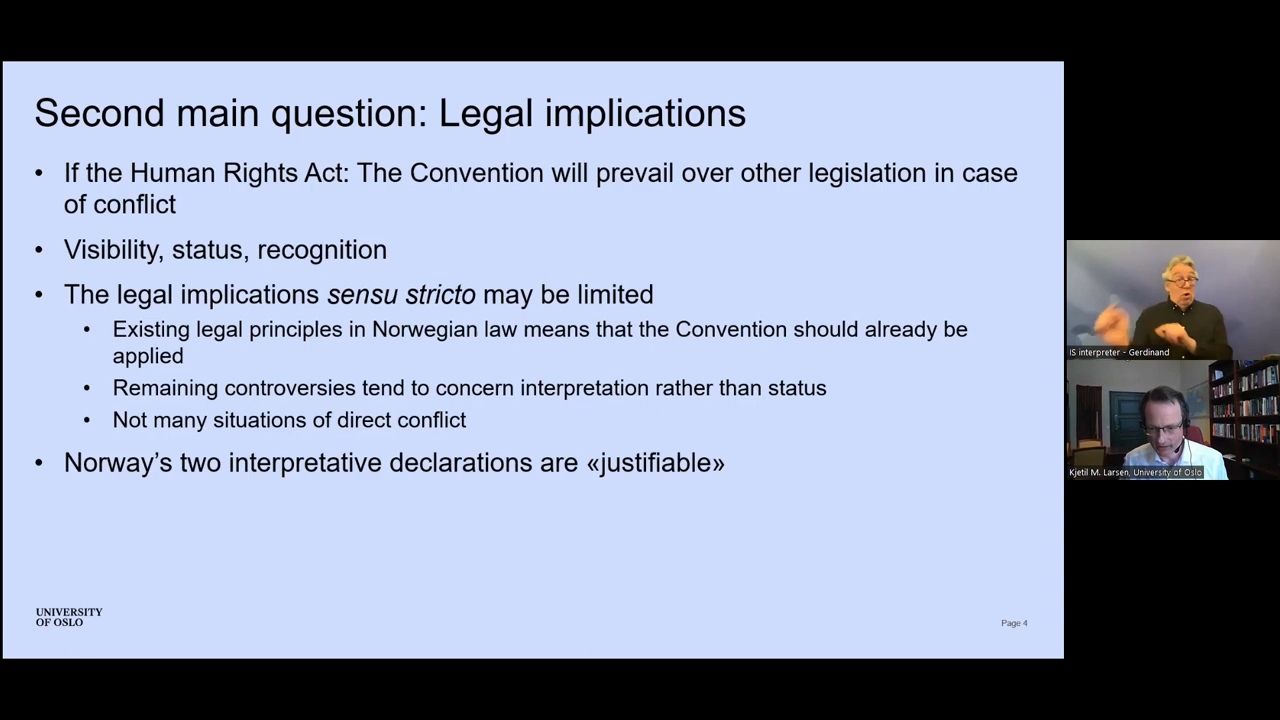 Second main question: Legal implications
• If the Human Rights Act: The Convention will prevail over other legislation in case
of conflict
• Visibility, status, recognition
• The legal implications sensu stricto may be limited
• Existing legal principles in Norwegian law means that the Convention should already be
applied
• Remaining controversies tend to concern interpretation rather than status
• Not many situations of direct conflict
• Norway’s two interpretative declarations are «justifiable»
UNIVERSITY
OF OSLO
Page 4
IS interpreter - Gerdinand
Kjetil M. Larsen, University of Oslo